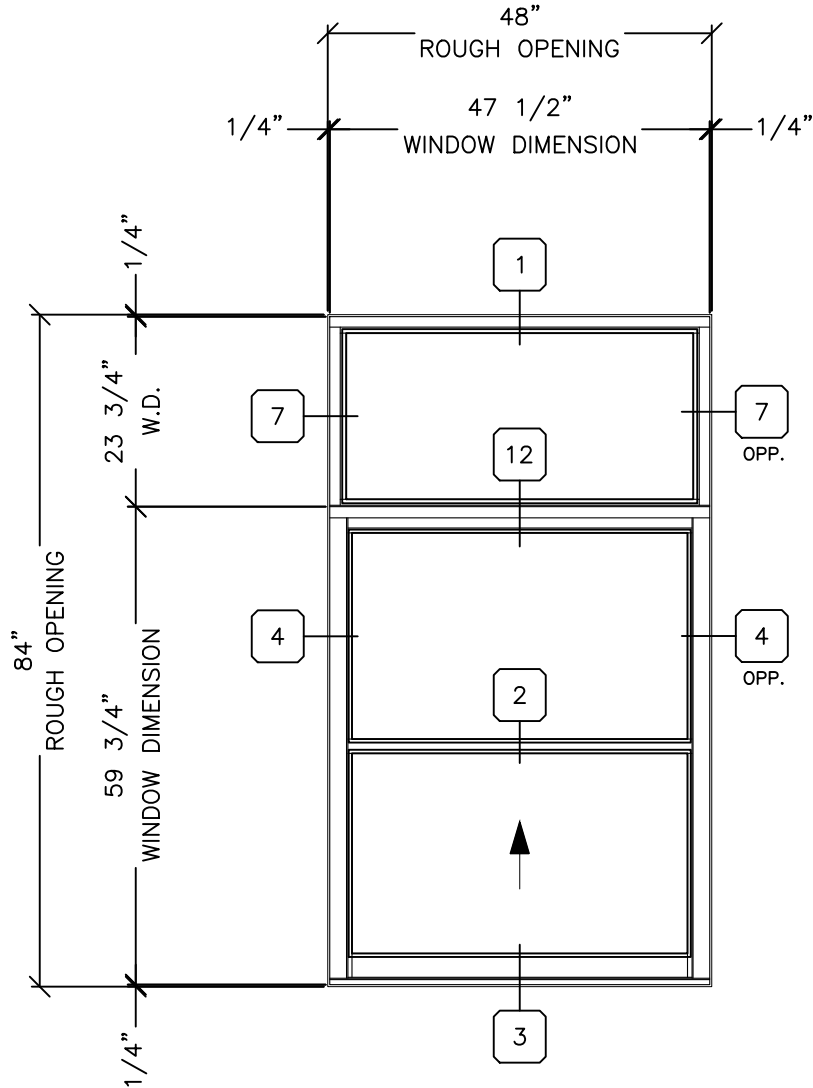 48”
ROUGH OPENING
47 1/2”
1/4”
WINDOW DIMENSION
1/4”
1/4”
1
23 3/4”
W.D.
7
7
OPP.
12
84”
ROUGH OPENING
4
4
OPP.
2
59 3/4”
WINDOW DIMENSION
3
1/4”